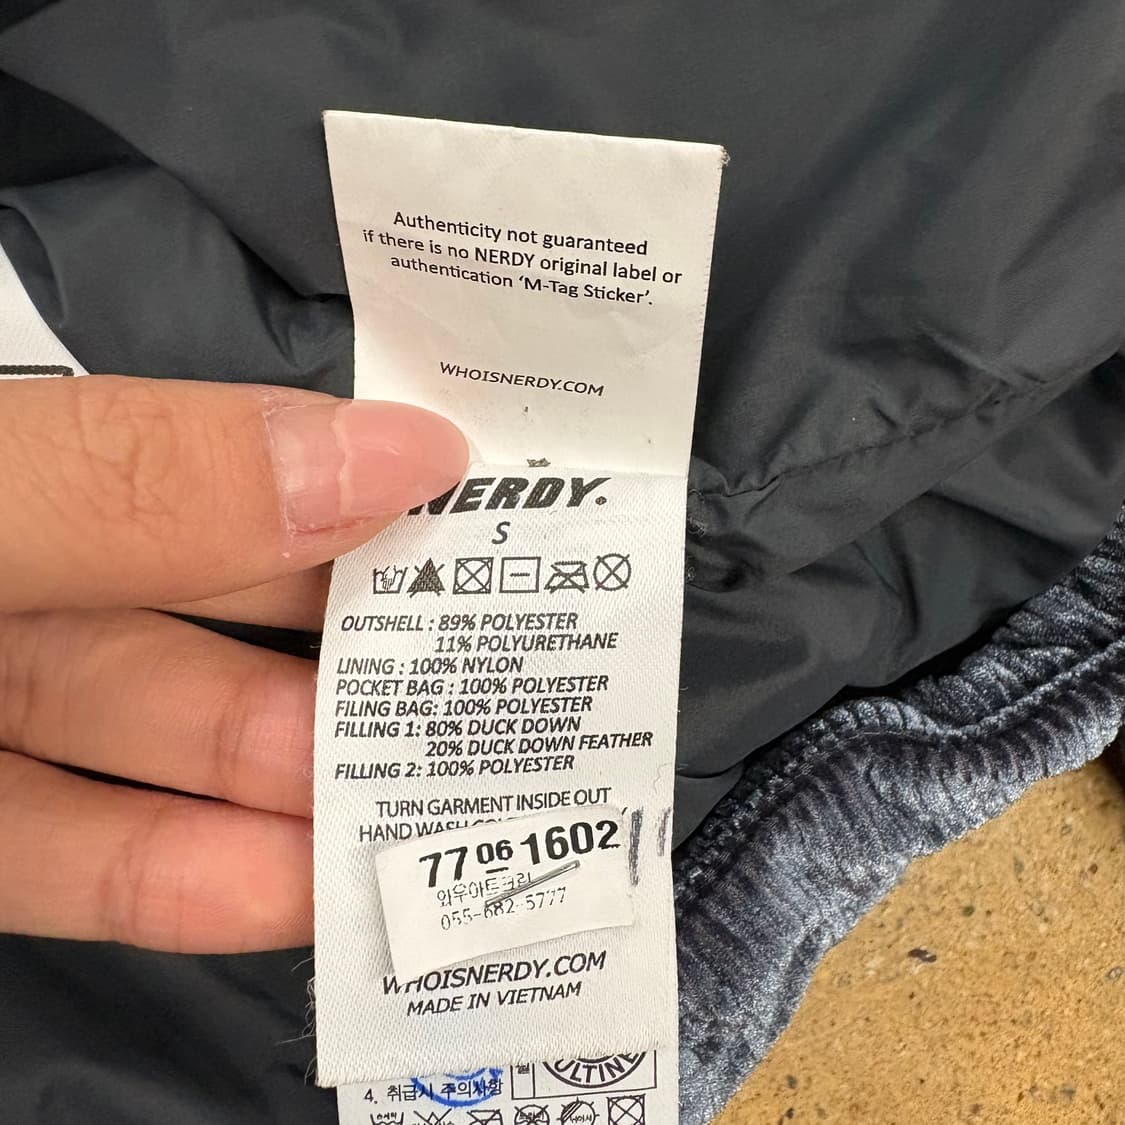 Authenticity not guaranteed
if there is no NERDY original label or
authentication ‘M-Tag Sticker’.
WHOISNERDY.COM
NERDY.
S
OUTSHELL : 89% POLYESTER
11% POLYURETHANE
LINING : 100% NYLON
POCKET BAG : 100% POLYESTER
FILING BAG: 100% POLYESTER
FILLING 1: 80% DUCK DOWN
20% DUCK DOWN FEATHER
FILLING 2: 100% POLYESTER
TURN GARMENT INSIDE OUT
HAND WASH
77 06 1602
055-682-5777
WHOISNERDY.COM
MADE IN VIETNAM
4. 취급시 주의사항